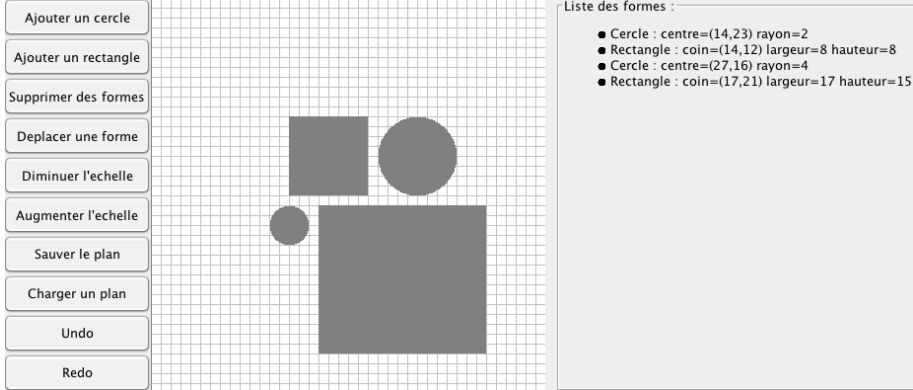 Ajouter un cercle
Ajouter un rectangle
Supprimer des formes
Deplacer une forme
Diminuer l'echelle
Augmenter l'echelle
Sauver le plan
Charger un plan
Undo
Redo
Liste des formes :
Cercle : centre=(14,23) rayon=2
Rectangle : coin=(14,12) largeur=8 hauteur=8
Cercle : centre=(27,16) rayon=4
Rectangle : coin=(17,21) largeur=17 hauteur=15